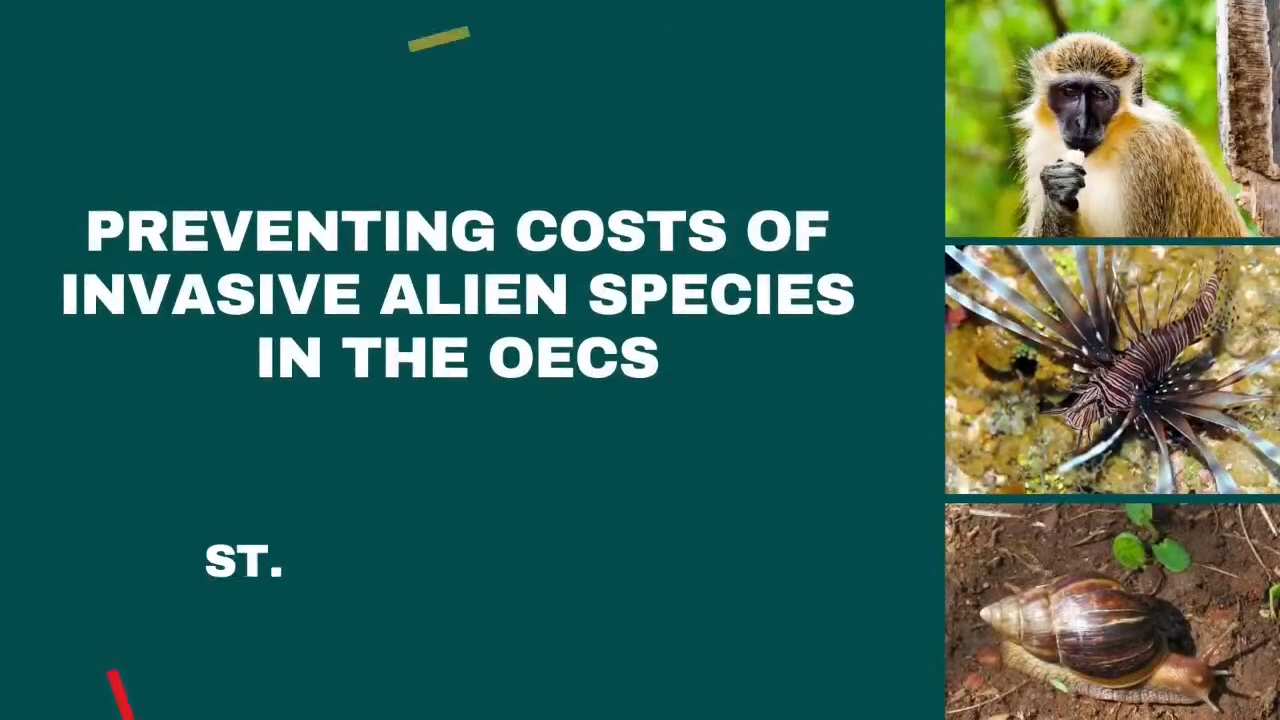 PREVENTING COSTS OF
INVASIVE ALIEN SPECIES
IN THE OECS
ST.